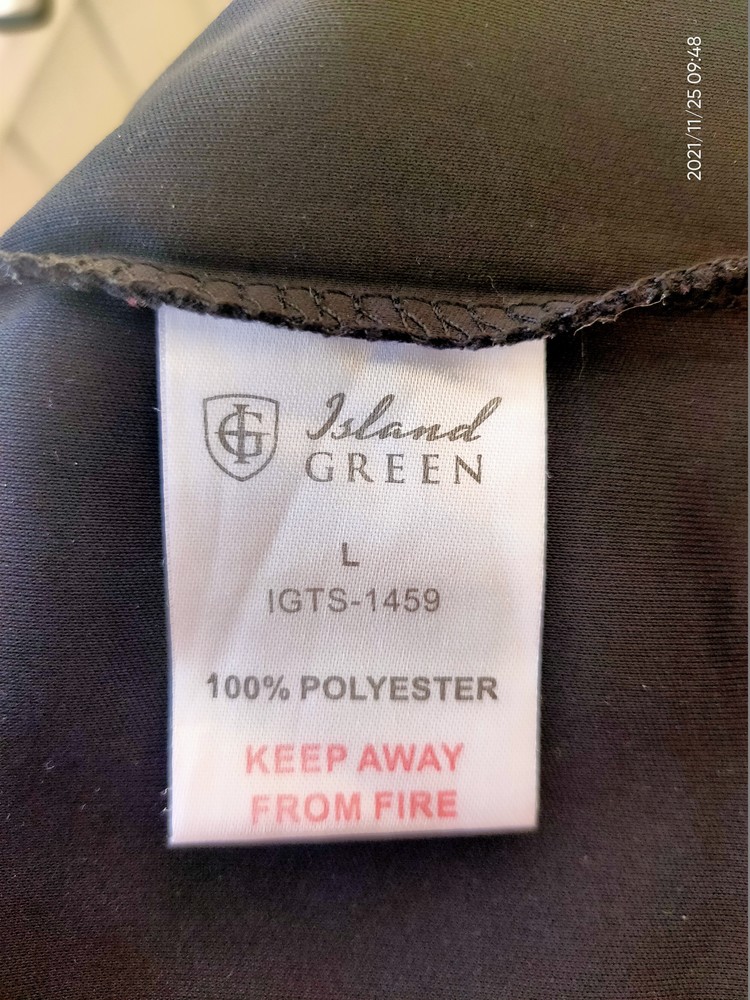 2021/11/25 09:48
IG Island
GREEN
L
IGTS-1459
100% POLYESTER
KEEP AWAY
FROM FIRE